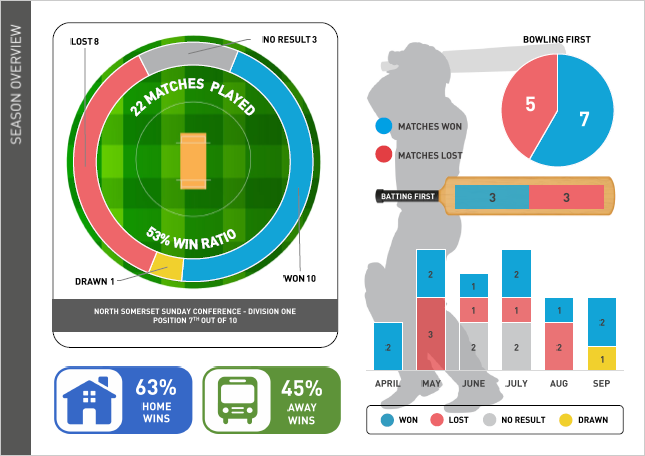 SEASON OVERVIEW
LOST 8
NO RESULT 3
22 MATCHES PLAYED
53% WIN RATIO
DRAWN 1
WON 10
NORTH SOMERSET SUNDAY CONFERENCE - DIVISION ONE
POSITION 7TH OUT OF 10
63%
HOME
WINS
45%
AWAY
WINS
BOWLING FIRST
5
7
MATCHES WON
MATCHES LOST
BATTING FIRST
3
3
2
2
3
1
1
2
2
1
2
1
2
2
1
APRIL
MAY
JUNE
JULY
AUG
SEP
WON
LOST
NO RESULT
DRAWN